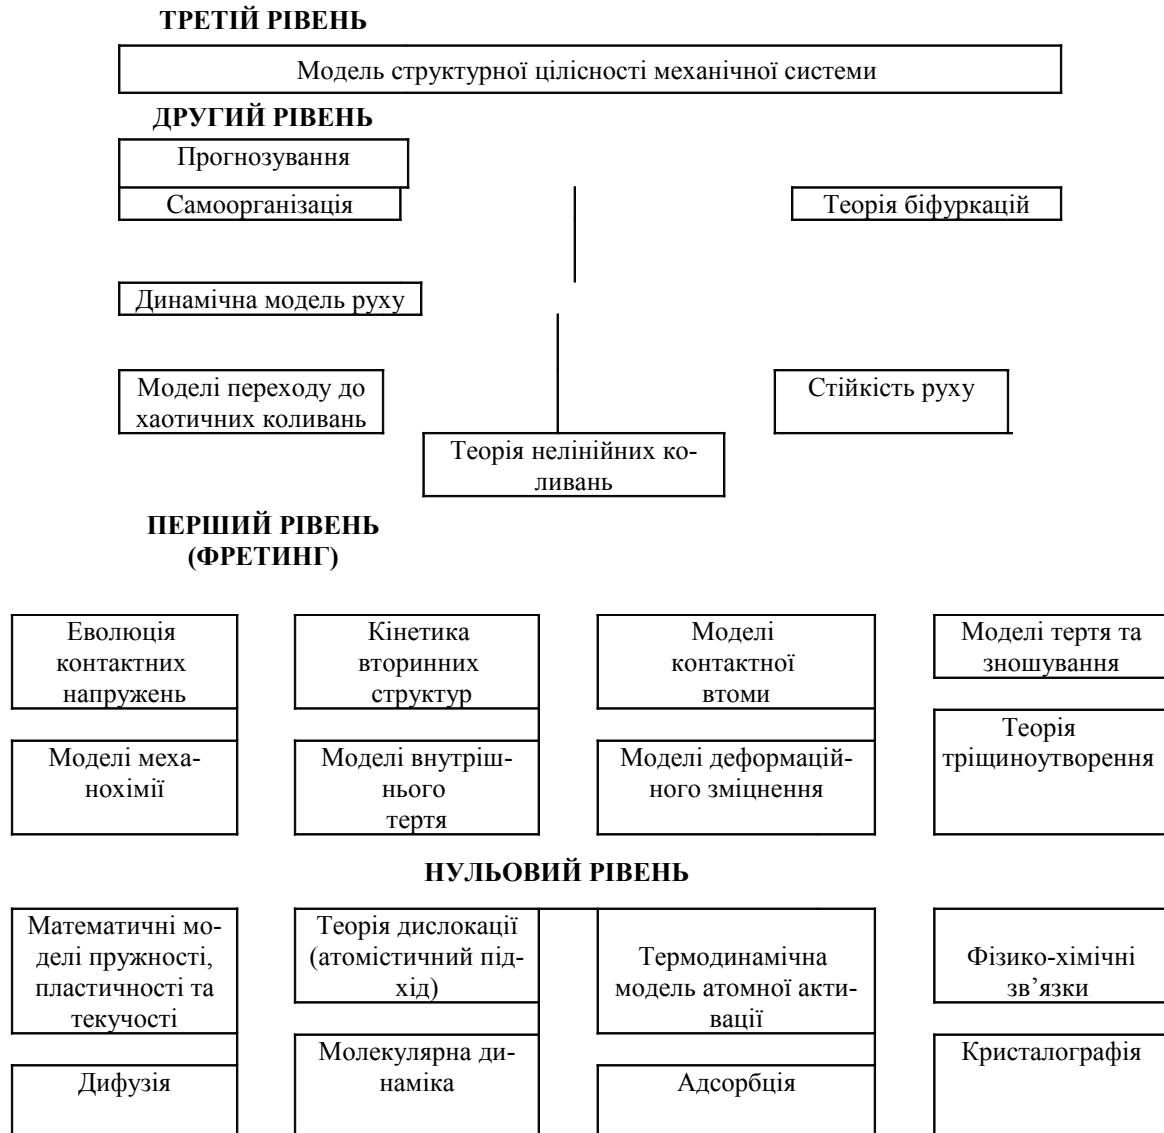 ТРЕТІЙ РІВЕНЬ
Модель структурної цілісності механічної системи
ДРУГИЙ РІВЕНЬ
Прогнозування
Самоорганізація
Теорія біфуркацій
Динамічна модель руху
Моделі переходу до
хаотичних коливань
Стійкість руху
Теорія нелінійних ко-
ливань
ПЕРШИЙ РІВЕНЬ
(ФРЕТИНГ)
Еволюція
контактних
напружень
Кінетика
вторинних
структур
Моделі
контактної
втоми
Моделі тертя та
зношування
Моделі меха-
нохімії
Моделі внутріш-
нього
тертя
Моделі деформацій-
ного зміцнення
Теорія
тріщиноутворення
НУЛЬОВИЙ РІВЕНЬ
Математичні мо-
делі пружності,
пластичності та
текучості
Теорія дислокації
(атомістичний під-
хід)
Термодинамічна
модель атомної акти-
вації
Фізико-хімічні
зв’язки
Дифузія
Молекулярна ди-
наміка
Адсорбція
Кристалографія